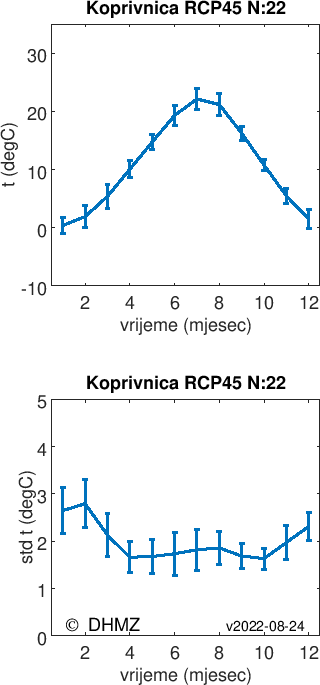 Koprivnica RCP45 N:22
30
20
10
0
-10
t (degC)
2 4 6 8 10 12
vrijeme (mjesec)
Koprivnica RCP45 N:22
5
4
3
2
1
0
std t (degC)
© DHMZ v2022-08-24
2 4 6 8 10 12
vrijeme (mjesec)